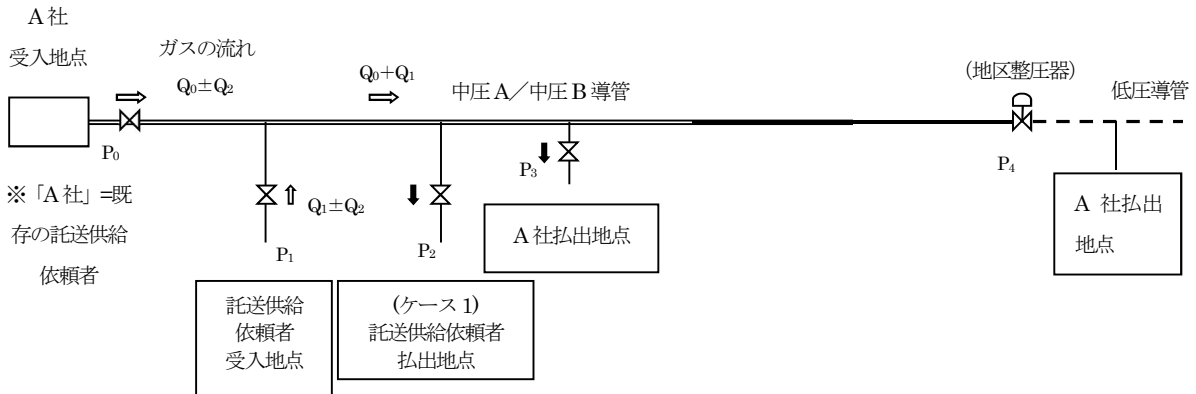 A社
受入地点
ガスの流れ
Q₀±Q₂
Q₀+Q₁
中圧A／中圧B導管
(地区整圧器)
低圧導管
P₀
P₃
P₄
※「A社」=既
存の託送供給
依頼者
Q₁±Q₂
P₁
P₂
A社払出地点
A 社払出
地点
託送供給
依頼者
受入地点
(ケース1)
託送供給依頼者
払出地点